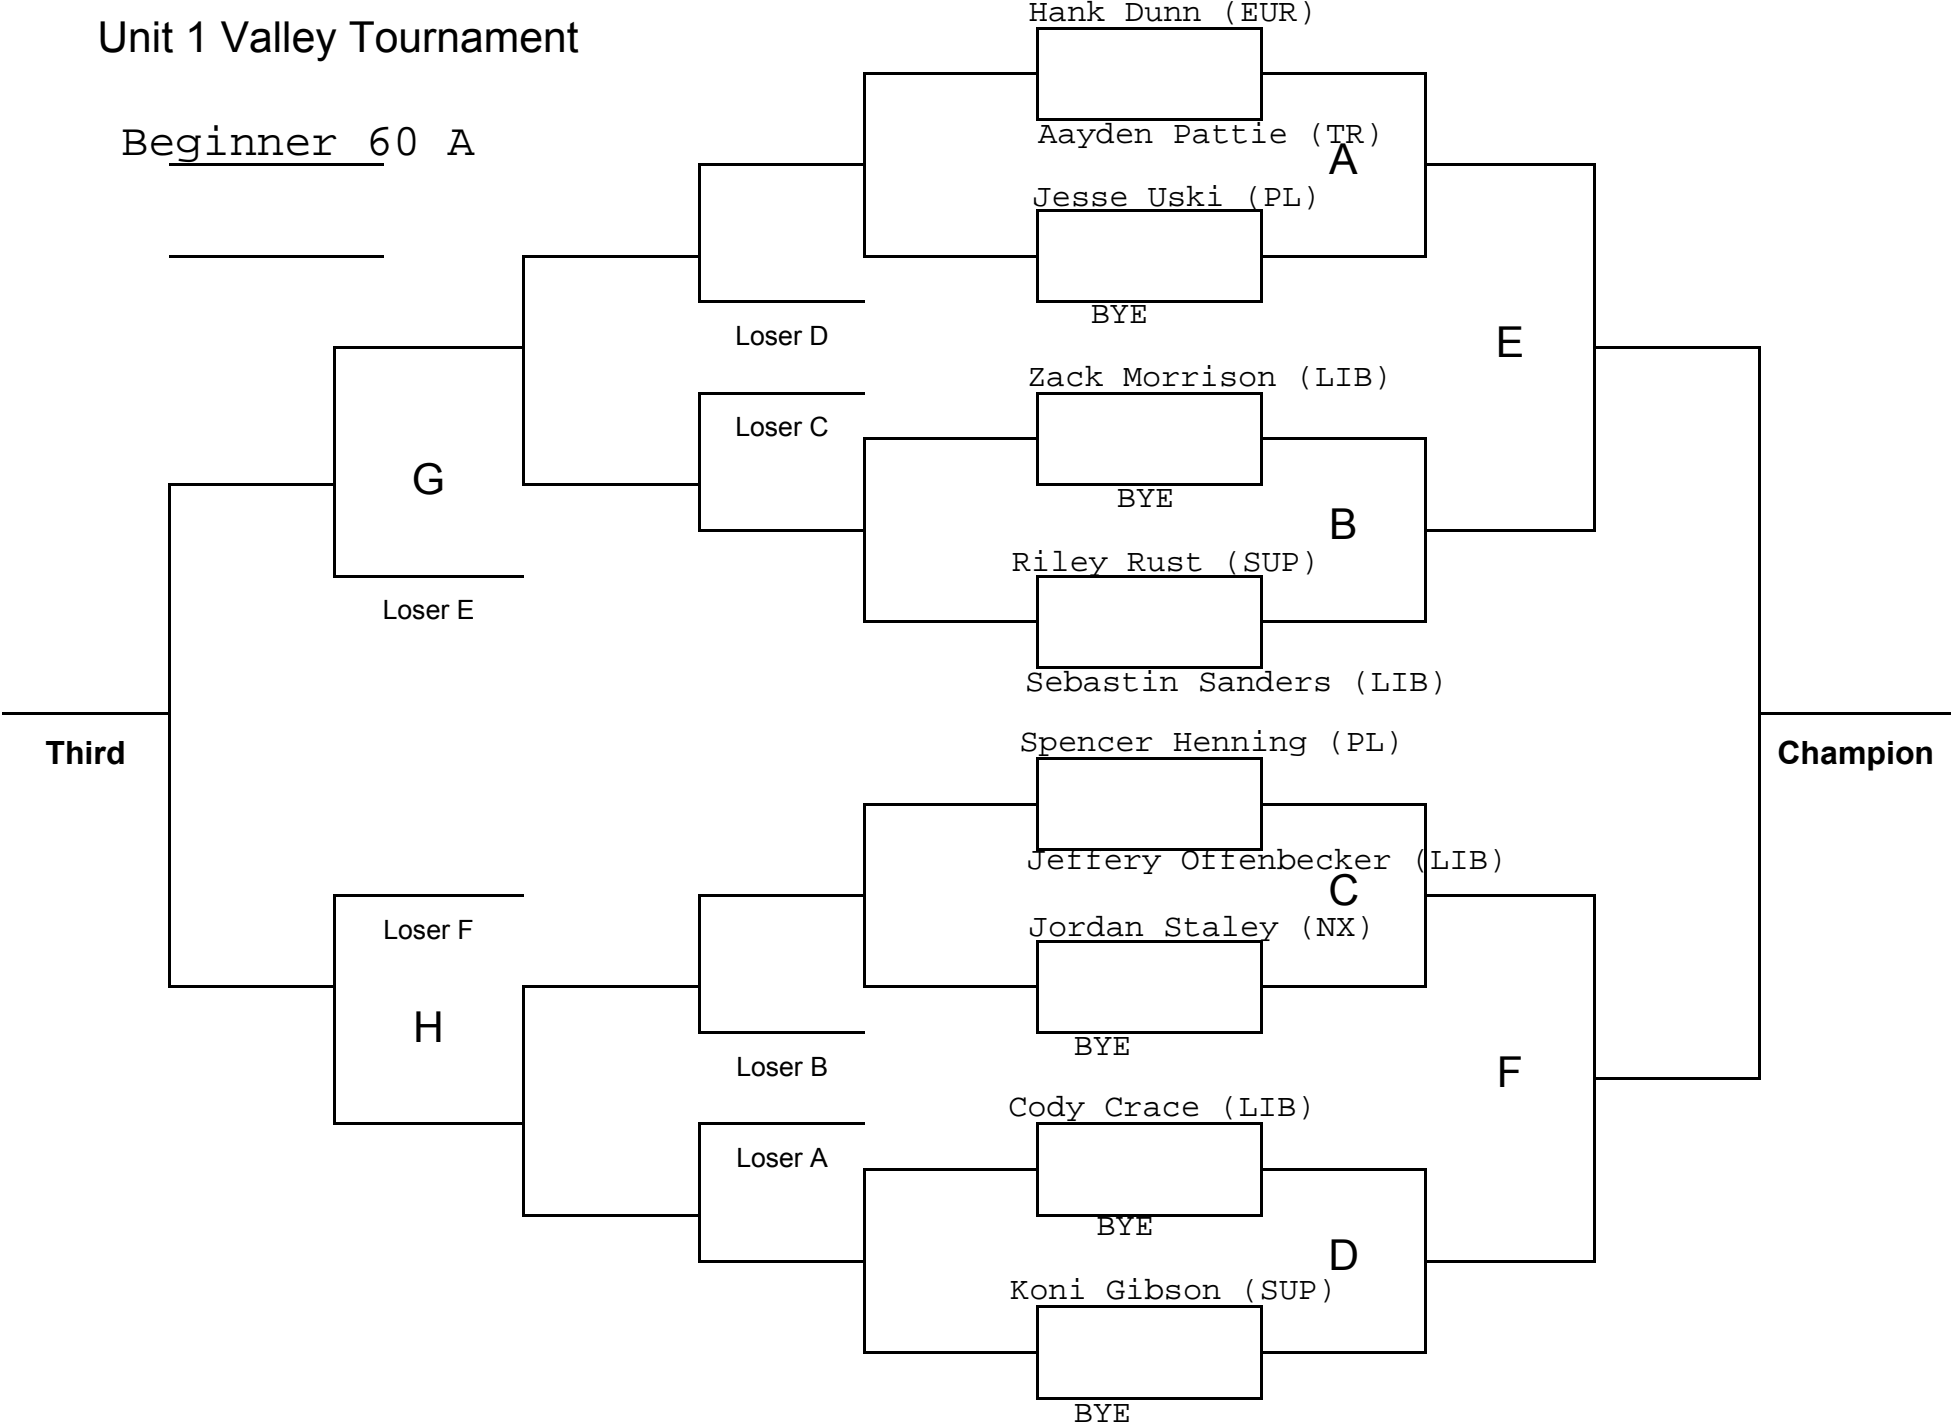 Unit 1 Valley Tournament
Beginner 60 A
Hank Dunn (EUR)
Aayden Pattie (TR)
A
Jesse Uski (PL)
BYE
Loser D
E
Zack Morrison (LIB)
Loser C
G
BYE
B
Riley Rust (SUP)
Loser E
Sebastin Sanders (LIB)
Spencer Henning (PL)
Third
Champion
Jeffery Offenbecker (LIB)
C
Loser F
Jordan Staley (NX)
H
BYE
Loser B
F
Cody Crace (LIB)
Loser A
BYE
D
Koni Gibson (SUP)
BYE